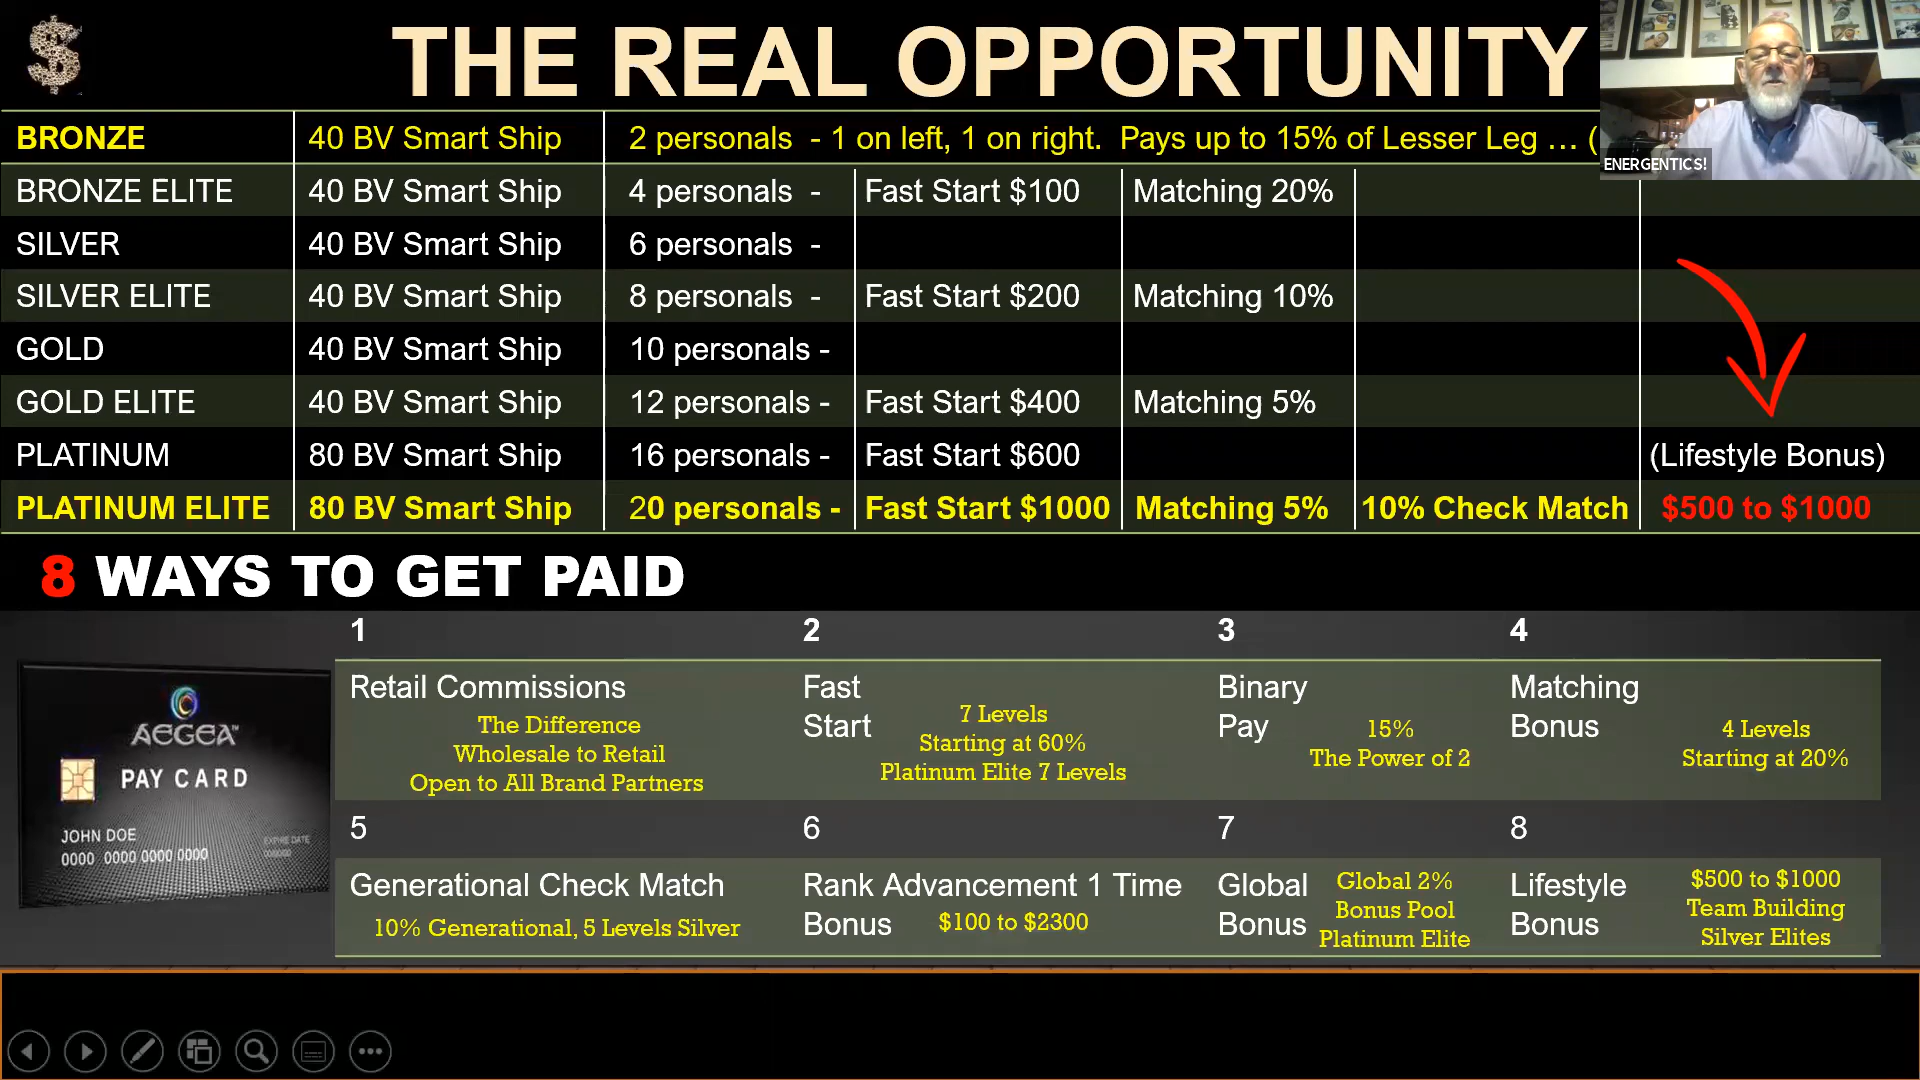 THE REAL OPPORTUNITY
BRONZE 40 BV Smart Ship 2 personals - 1 on left, 1 on right. Pays up to 15% of Lesser Leg ... (
ENERGENTICS!
BRONZE ELITE 40 BV Smart Ship 4 personals - Fast Start $100 Matching 20%
SILVER 40 BV Smart Ship 6 personals -
SILVER ELITE 40 BV Smart Ship 8 personals - Fast Start $200 Matching 10%
GOLD 40 BV Smart Ship 10 personals -
GOLD ELITE 40 BV Smart Ship 12 personals - Fast Start $400 Matching 5%
PLATINUM 80 BV Smart Ship 16 personals - Fast Start $600 (Lifestyle Bonus)
PLATINUM ELITE 80 BV Smart Ship 20 personals - Fast Start $1000 Matching 5% 10% Check Match $500 to $1000
8 WAYS TO GET PAID
AEGEA™
PAY CARD
JOHN DOE
EXPIRE DATE
0000 0000 0000 0000
1
Retail Commissions
The Difference
Wholesale to Retail
Open to All Brand Partners
2
Fast
Start
7 Levels
Starting at 60%
Platinum Elite 7 Levels
3
Binary
Pay
15%
The Power of 2
4
Matching
Bonus
4 Levels
Starting at 20%
5
Generational Check Match
10% Generational, 5 Levels Silver
6
Rank Advancement 1 Time
Bonus
$100 to $2300
7
Global
Bonus
Global 2%
Bonus Pool
Platinum Elite
8
Lifestyle
Bonus
$500 to $1000
Team Building
Silver Elites